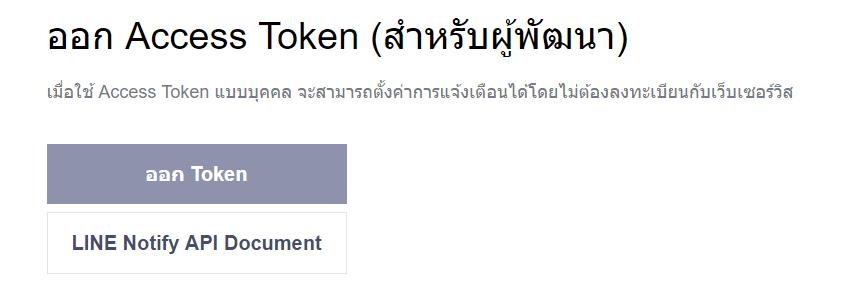 ออก Access Token (สำหรับผู้พัฒนา)
เมื่อใช้ Access Token แบบบุคคล จะสามารถตั้งค่าการแจ้งเตือนได้โดยไม่ต้องลงทะเบียนกับเว็บเซอร์วิส
ออก Token
LINE Notify API Document